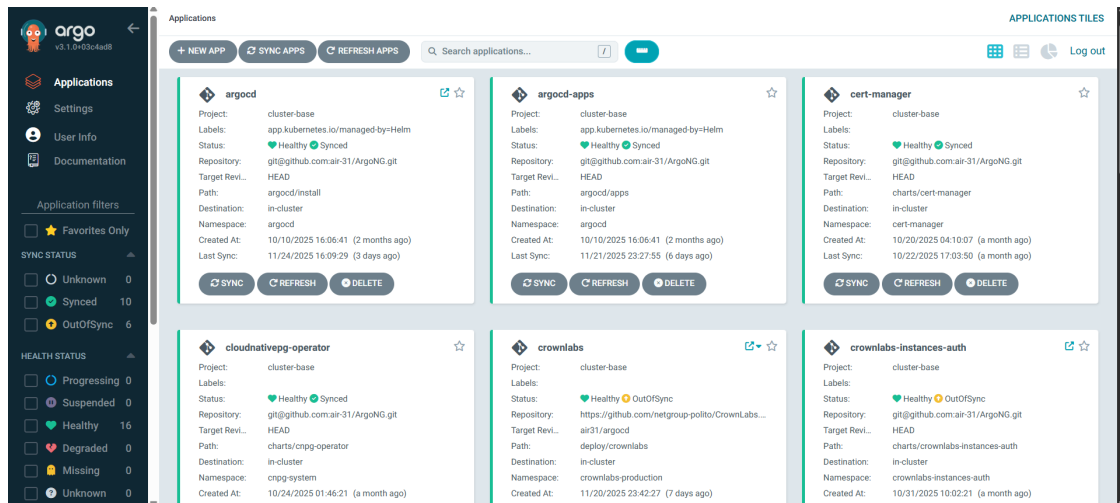 argo
v3.1.0+03c4ad8
Applications
Settings
User Info
Documentation
Application filters
Favorites Only
SYNC STATUS
Unknown 0
Synced 10
OutOfSync 6
HEALTH STATUS
Progressing 0
Suspended 0
Healthy 16
Degraded 0
Missing 0
Unknown 0
Applications
APPLICATIONS TILES
+ NEW APP
SYNC APPS
REFRESH APPS
Search applications...
/
Log out
argocd
Project: cluster-base
Labels: app.kubernetes.io/managed-by=Helm
Status: Healthy Synced
Repository: git@github.com:air-31/ArgoNG.git
Target Revi... HEAD
Path: argocd/install
Destination: in-cluster
Namespace: argocd
Created At: 10/10/2025 16:06:41 (2 months ago)
Last Sync: 11/24/2025 16:09:29 (3 days ago)
SYNC
REFRESH
DELETE
argocd-apps
Project: cluster-base
Labels: app.kubernetes.io/managed-by=Helm
Status: Healthy Synced
Repository: git@github.com:air-31/ArgoNG.git
Target Revi... HEAD
Path: argocd/apps
Destination: in-cluster
Namespace: argocd
Created At: 10/10/2025 16:06:41 (2 months ago)
Last Sync: 11/21/2025 23:27:55 (6 days ago)
SYNC
REFRESH
DELETE
cert-manager
Project: cluster-base
Labels:
Status: Healthy Synced
Repository: git@github.com:air-31/ArgoNG.git
Target Revi... HEAD
Path: charts/cert-manager
Destination: in-cluster
Namespace: cert-manager
Created At: 10/20/2025 04:10:07 (a month ago)
Last Sync: 10/22/2025 17:03:50 (a month ago)
SYNC
REFRESH
DELETE
cloudnativepg-operator
Project: cluster-base
Labels:
Status: Healthy Synced
Repository: git@github.com:air-31/ArgoNG.git
Target Revi... HEAD
Path: charts/cnpg-operator
Destination: in-cluster
Namespace: cnpg-system
Created At: 10/24/2025 01:46:21 (a month ago)
crownlabs
Project: cluster-base
Labels:
Status: Healthy OutOfSync
Repository: https://github.com/netgroup-polito/CrownLabs....
Target Revi... air31/argocd
Path: deploy/crownlabs
Destination: in-cluster
Namespace: crownlabs-production
Created At: 11/20/2025 23:42:27 (7 days ago)
crownlabs-instances-auth
Project: cluster-base
Labels:
Status: Healthy OutOfSync
Repository: git@github.com:air-31/ArgoNG.git
Target Revi... HEAD
Path: charts/crownlabs-instances-auth
Destination: in-cluster
Namespace: crownlabs-instances-auth
Created At: 10/31/2025 10:02:21 (a month ago)